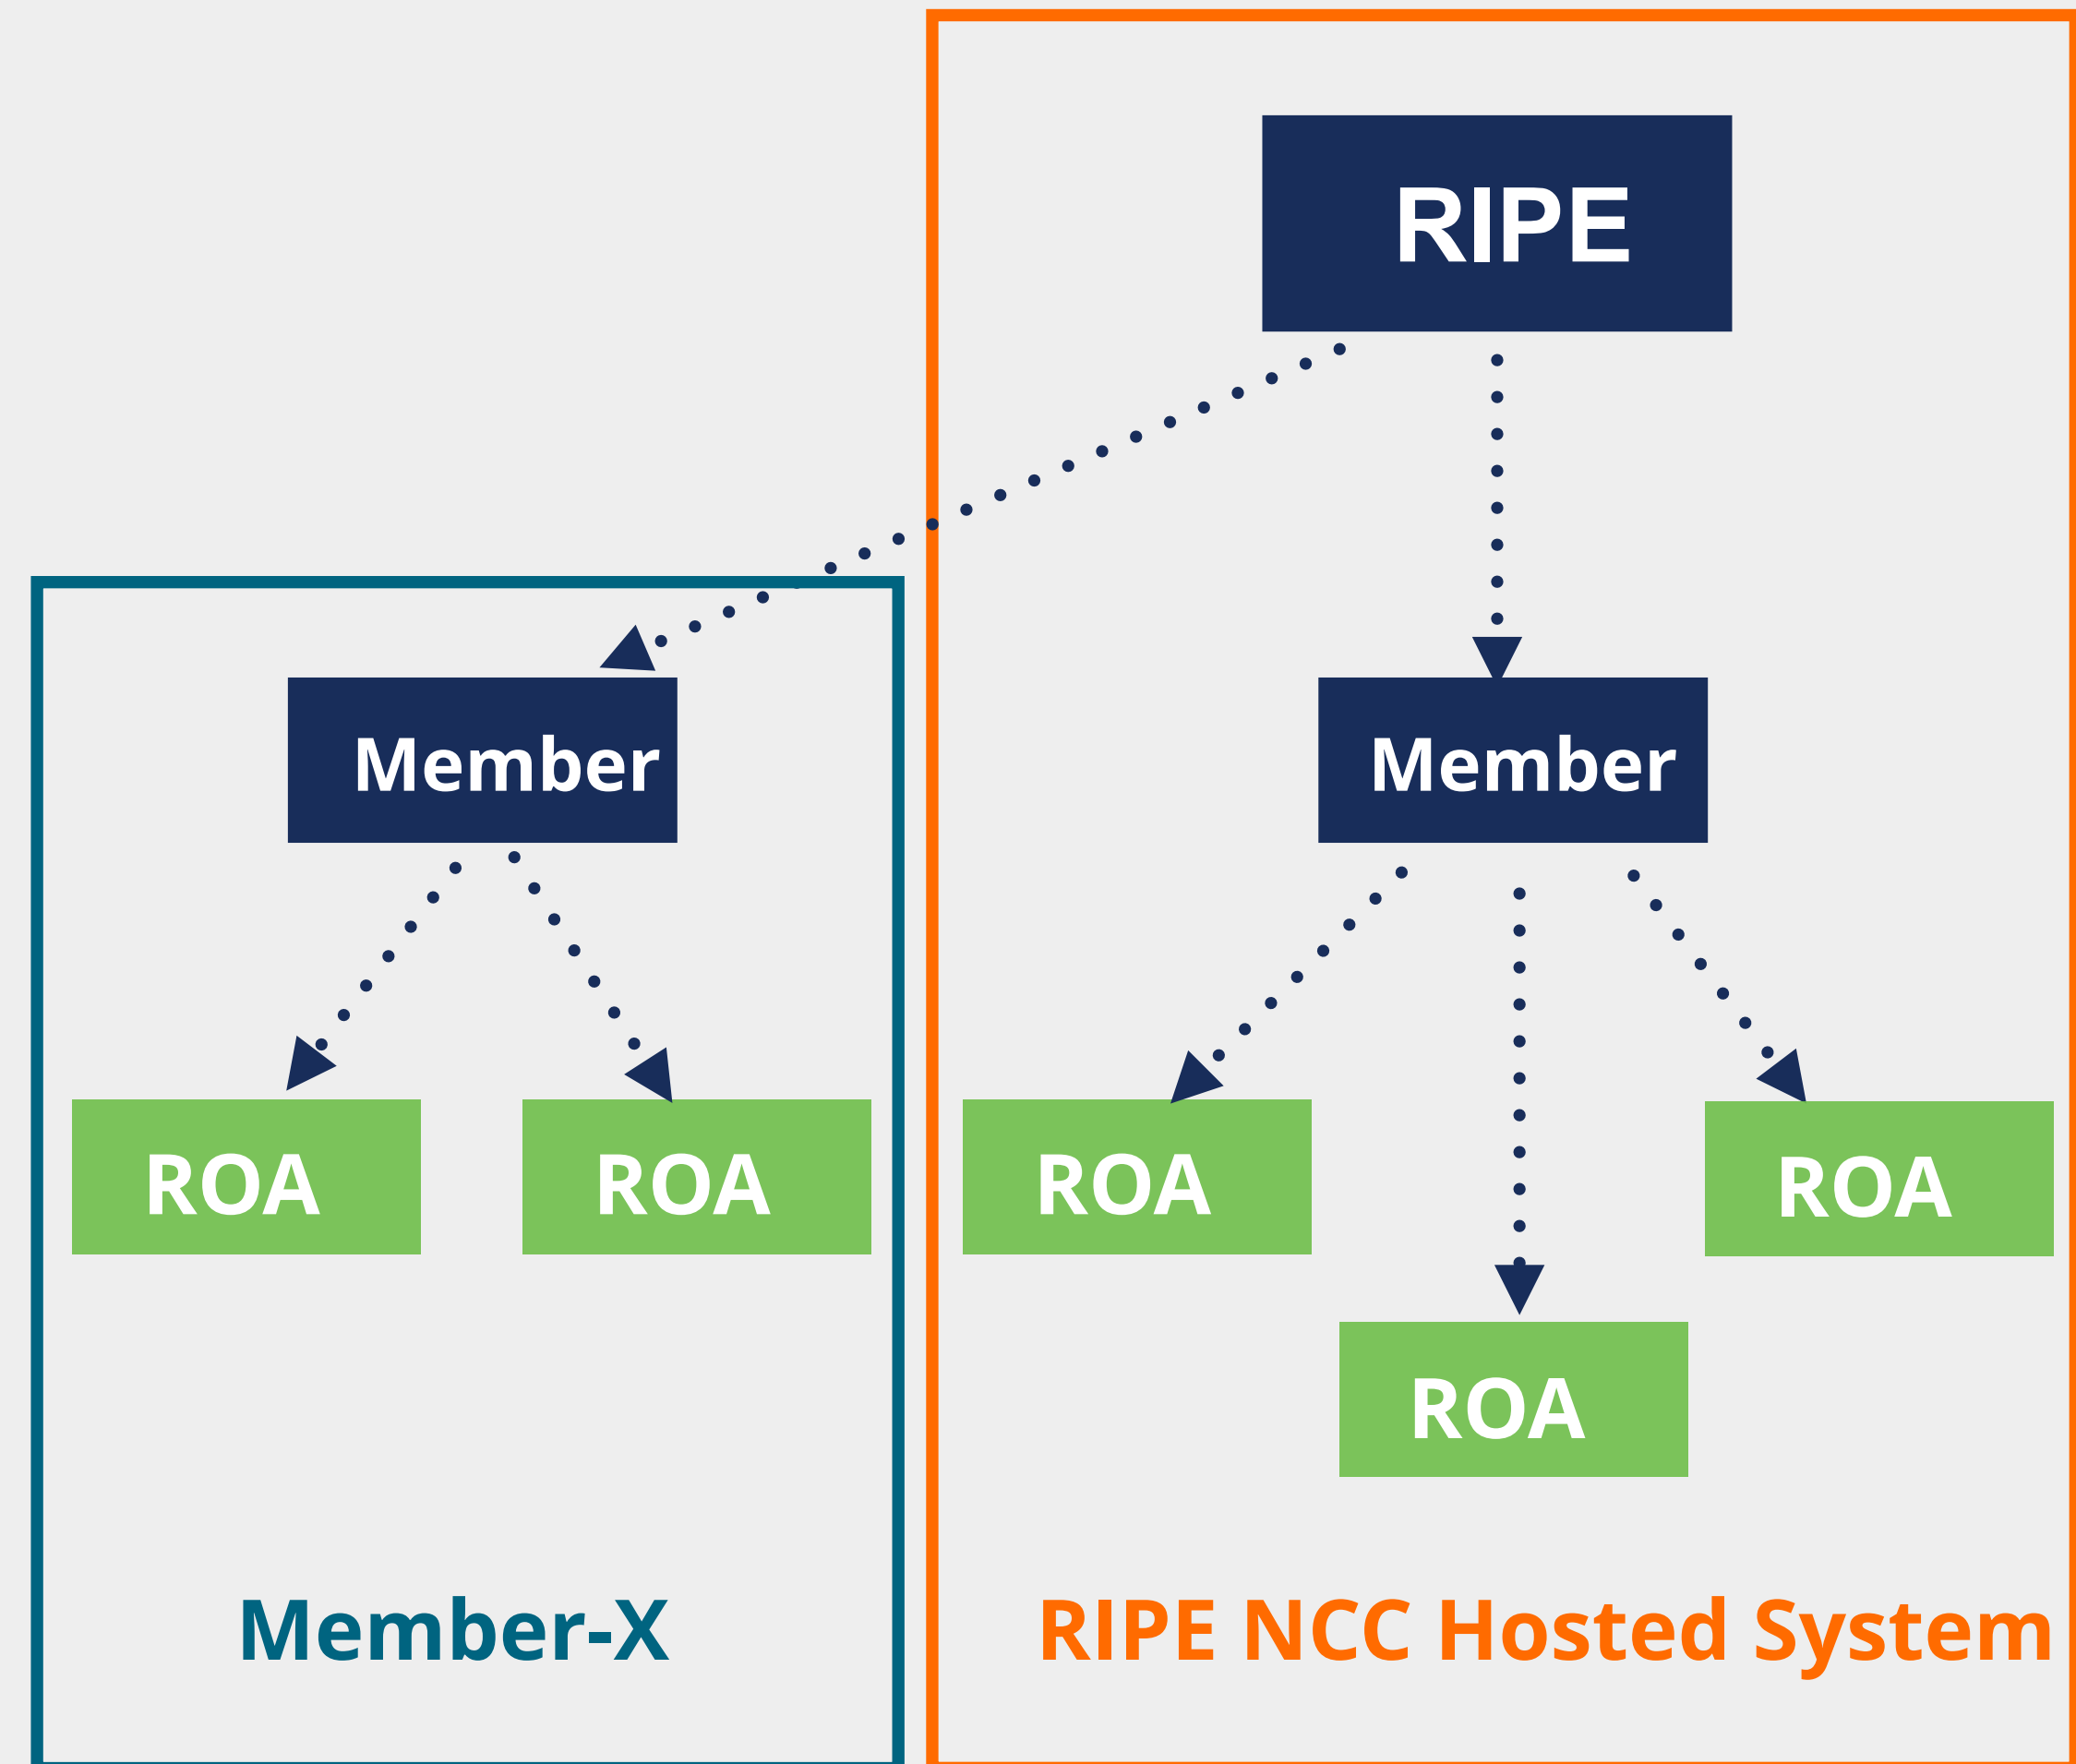 RIPE
Member
Member
ROA
ROA
ROA
ROA
ROA
Member-X
RIPE NCC Hosted System